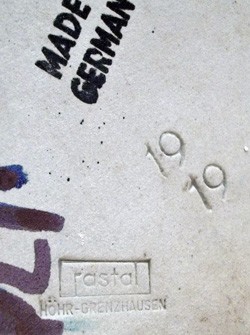 MADE
GERMAN
19
19
rastal
HÖHR-GRENZHAUSEN